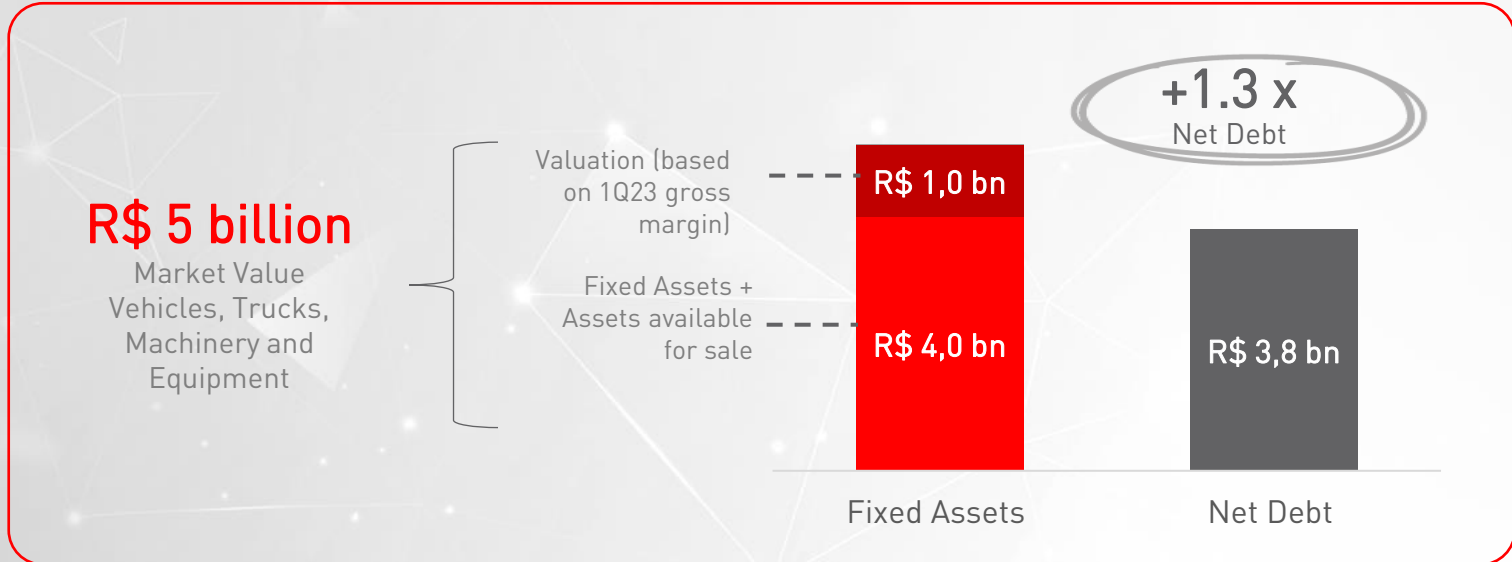 R$ 5 billion
Market Value
Vehicles, Trucks,
Machinery and
Equipment
Valuation (based
on 1Q23 gross
margin)
Fixed Assets +
Assets available
for sale
R$ 1,0 bn
R$ 4,0 bn
Fixed Assets
+1.3 x
Net Debt
R$ 3,8 bn
Net Debt